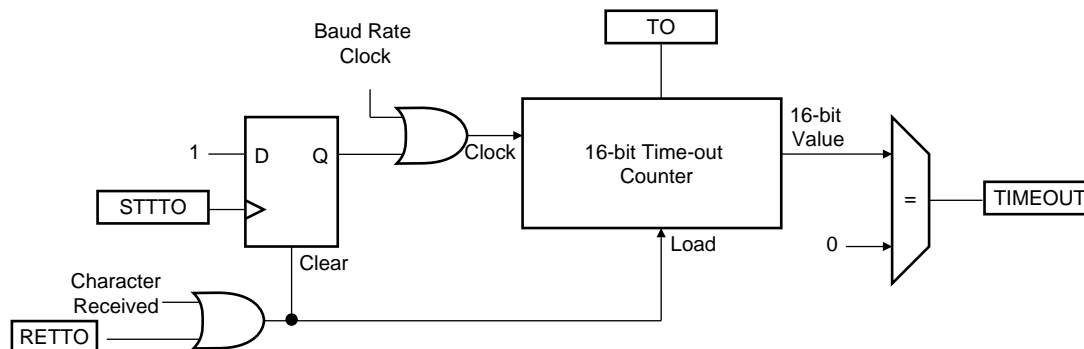 TO
Baud Rate
Clock
16-bit
Value
1
D
Q
Clock
16-bit Time-out
Counter
STTTO
=
TIMEOUT
Clear
Load
0
Character
Received
RETTO